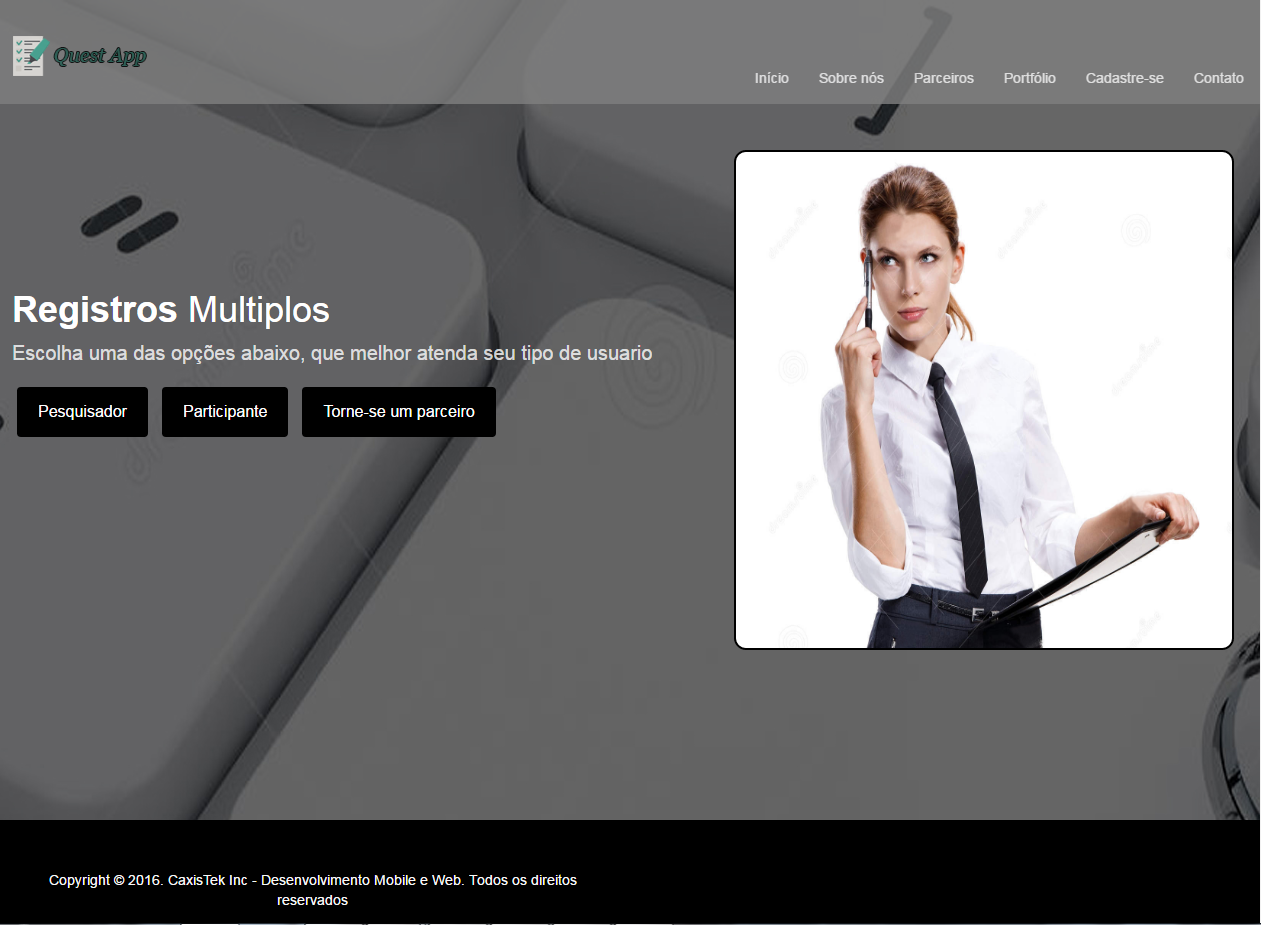 Quest App
Início Sobre nós Parceiros Portfólio Cadastre-se Contato
Registros Multiplos
Escolha uma das opções abaixo, que melhor atenda seu tipo de usuario
Pesquisador Participante Torne-se um parceiro
Copyright © 2016. CaxisTek Inc - Desenvolvimento Mobile e Web. Todos os direitos
reservados